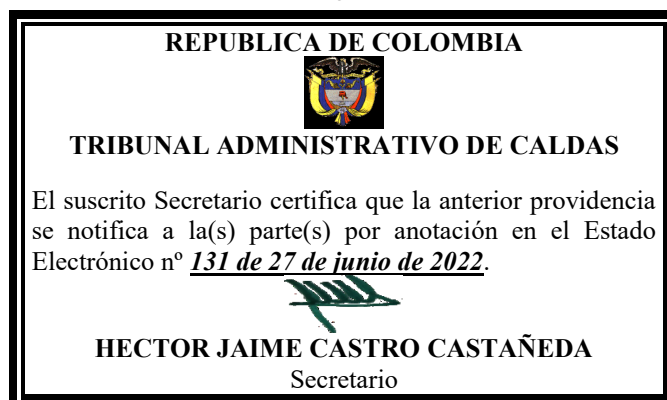 REPUBLICA DE COLOMBIA
TRIBUNAL ADMINISTRATIVO DE CALDAS
El suscrito Secretario certifica que la anterior providencia
se notifica a la(s) parte(s) por anotación en el Estado
Electrónico nº 131 de 27 de junio de 2022.
HECTOR JAIME CASTRO CASTAÑEDA
Secretario